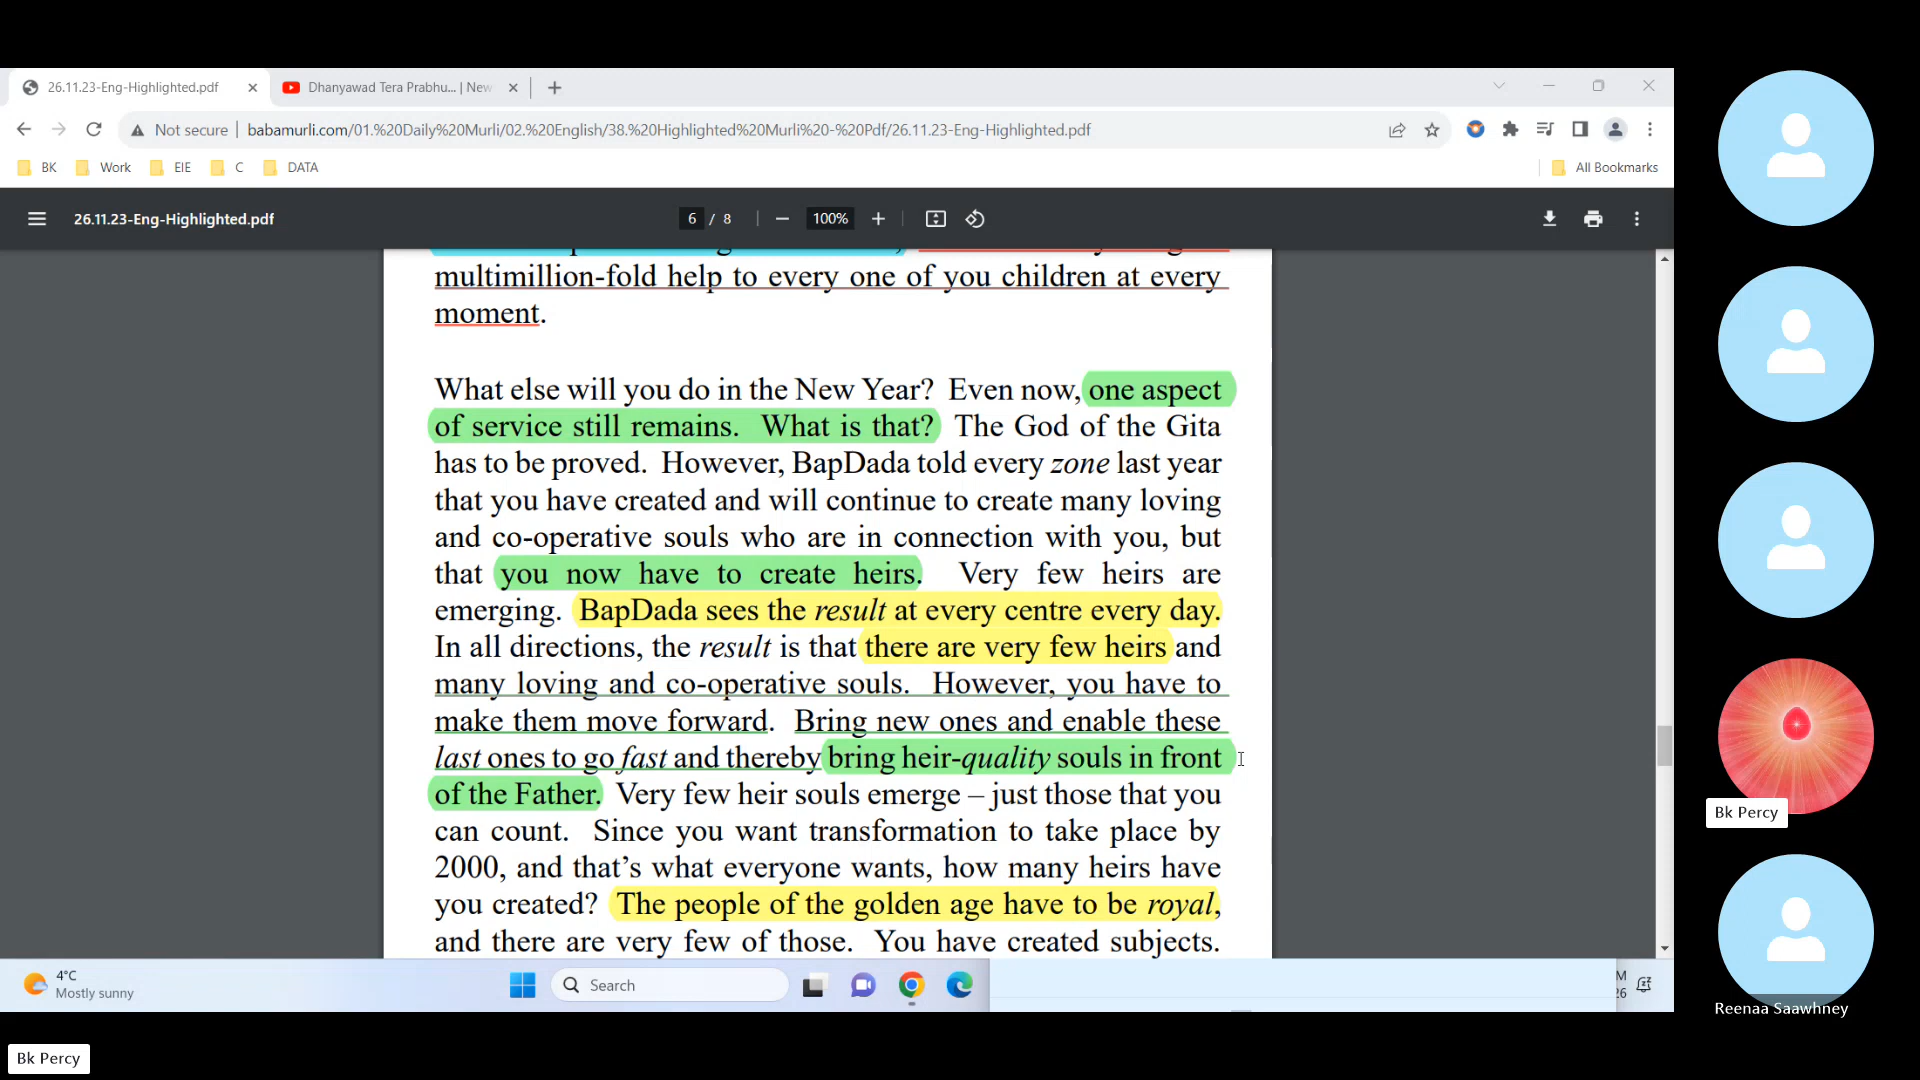 26.11.23-Eng-Highlighted.pdf
Dhanyawad Tera Prabhu... | New
Not secure
babamurli.com/01.%20Daily%20Murli/02.%20English/38.%20Highlighted%20Murli%20-%20Pdf/26.11.23-Eng-Highlighted.pdf
BK Work EIE C DATA All Bookmarks
26.11.23-Eng-Highlighted.pdf 6 / 8 100%
multimillion-fold help to every one of you children at every
moment.
What else will you do in the New Year? Even now, one aspect
of service still remains. What is that? The God of the Gita
has to be proved. However, BapDada told every zone last year
that you have created and will continue to create many loving
and co-operative souls who are in connection with you, but
that you now have to create heirs. Very few heirs are
emerging. BapDada sees the result at every centre every day.
In all directions, the result is that there are very few heirs and
many loving and co-operative souls. However, you have to
make them move forward. Bring new ones and enable these
last ones to go fast and thereby bring heir-quality souls in front
of the Father. Very few heir souls emerge – just those that you
can count. Since you want transformation to take place by
2000, and that’s what everyone wants, how many heirs have
you created? The people of the golden age have to be royal,
and there are very few of those. You have created subjects.
4°C
Mostly sunny
Search
M
26
Bk Percy
Reenaa Saawhney
Bk Percy